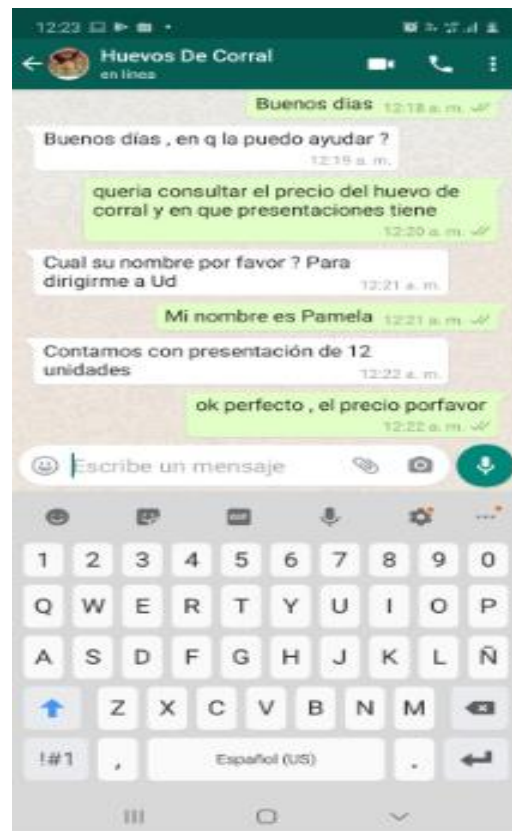 12:23
Huevos De Corral
en línea
Buenos dias 12:18 a. m.
Buenos días , en q la puedo ayudar ?
12:19 a. m.
queria consultar el precio del huevo de
corral y en que presentaciones tiene
12:20 a. m.
Cual su nombre por favor ? Para
dirigirme a Ud 12:21 a. m.
Mi nombre es Pamela 12:21 a. m.
Contamos con presentación de 12
unidades 12:22 a. m.
ok perfecto , el precio porfavor
12:22 a. m.
Escribe un mensaje
GIF
1 2 3 4 5 6 7 8 9 0
Q W E R T Y U I O P
A S D F G H J K L Ñ
Z X C V B N M
!#1 , Español (US) .